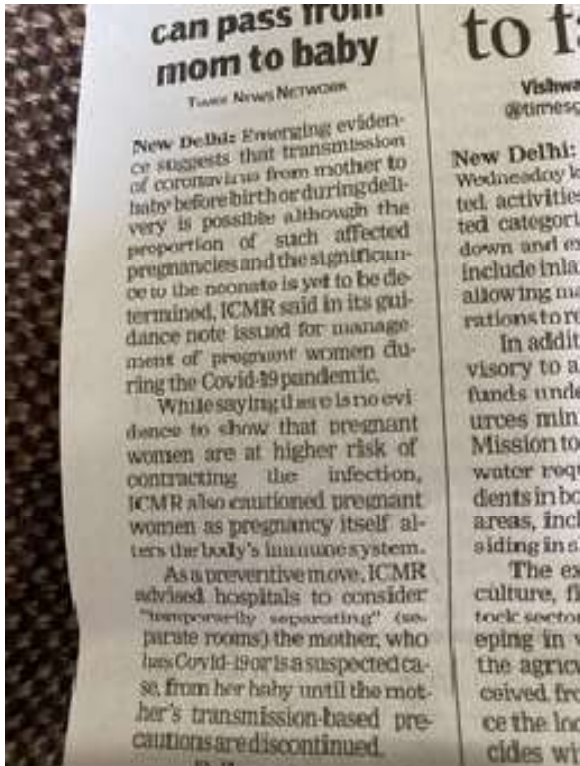 can pass from
mom to baby
TIMES NEWS NETWORK
New Delhi: Emerging eviden-
ce suggests that transmission
of coronavirus from mother to
baby before birth or during deli-
very is possible although the
proportion of such affected
pregnancies and the significan-
ce to the neonate is yet to be de-
termined, ICMR said in its gui-
dance note issued for manage-
ment of pregnant women du-
ring the Covid-19 pandemic.
While saying there is no evi
dence to show that pregnant
women are at higher risk of
contracting the infection,
ICMR also cautioned pregnant
women as pregnancy itself al-
ters the body's immune system.
As a preventive move, ICMR
advised hospitals to consider
"temporarily separating" (se-
parate rooms) the mother, who
has Covid-19 or is a suspected ca-
se, from her baby until the mot-
her's transmission-based pre-
cautions are discontinued.
to f
Vishwa
@timesg
New Delhi:
Wednesday
ted activitie
ted categori
down and ex
include inla
allowing ma
rations to re
In addit
visory to a
funds unde
urces min
Mission to
water requ
dents in bo
areas, incl
siding in s
The ex
culture, fi
tock sector
eping in
the agricu
ceived, fro
ce the loc
cides wi